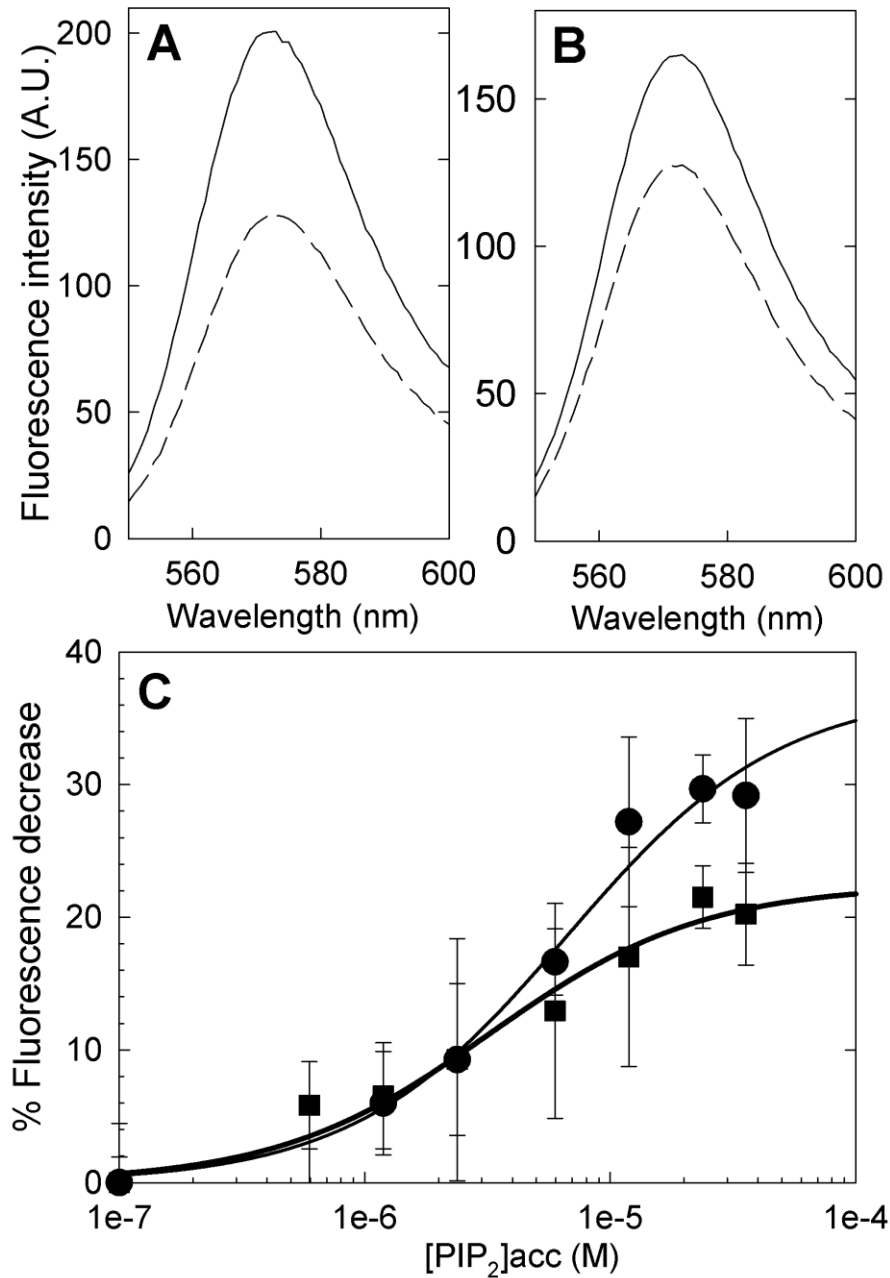 A
B
Fluorescence intensity (A.U.)
200
150
100
50
0
150
100
50
0
560
580
600
560
580
600
Wavelength (nm)
Wavelength (nm)
C
% Fluorescence decrease
40
30
20
10
0
1e-7
1e-6
1e-5
1e-4
[PIP₂]acc (M)